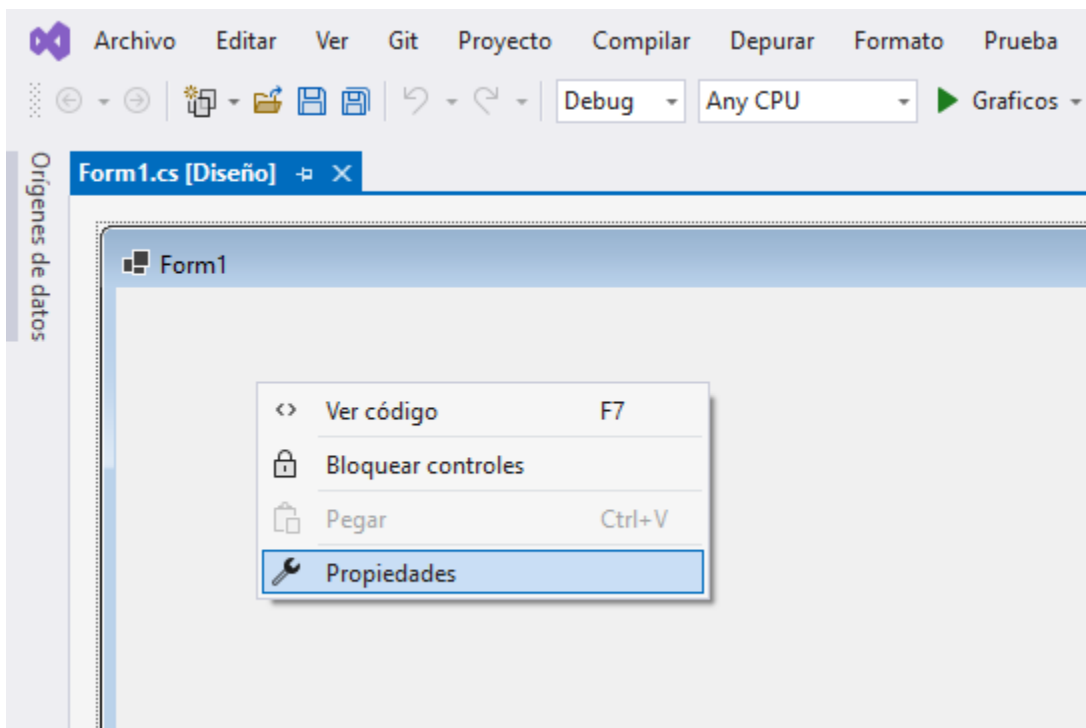 Archivo Editar Ver Git Proyecto Compilar Depurar Formato Prueba
Debug Any CPU Graficos
Orígenes de datos
Form1.cs [Diseño]
Form1
Ver código F7
Bloquear controles
Pegar Ctrl+V
Propiedades